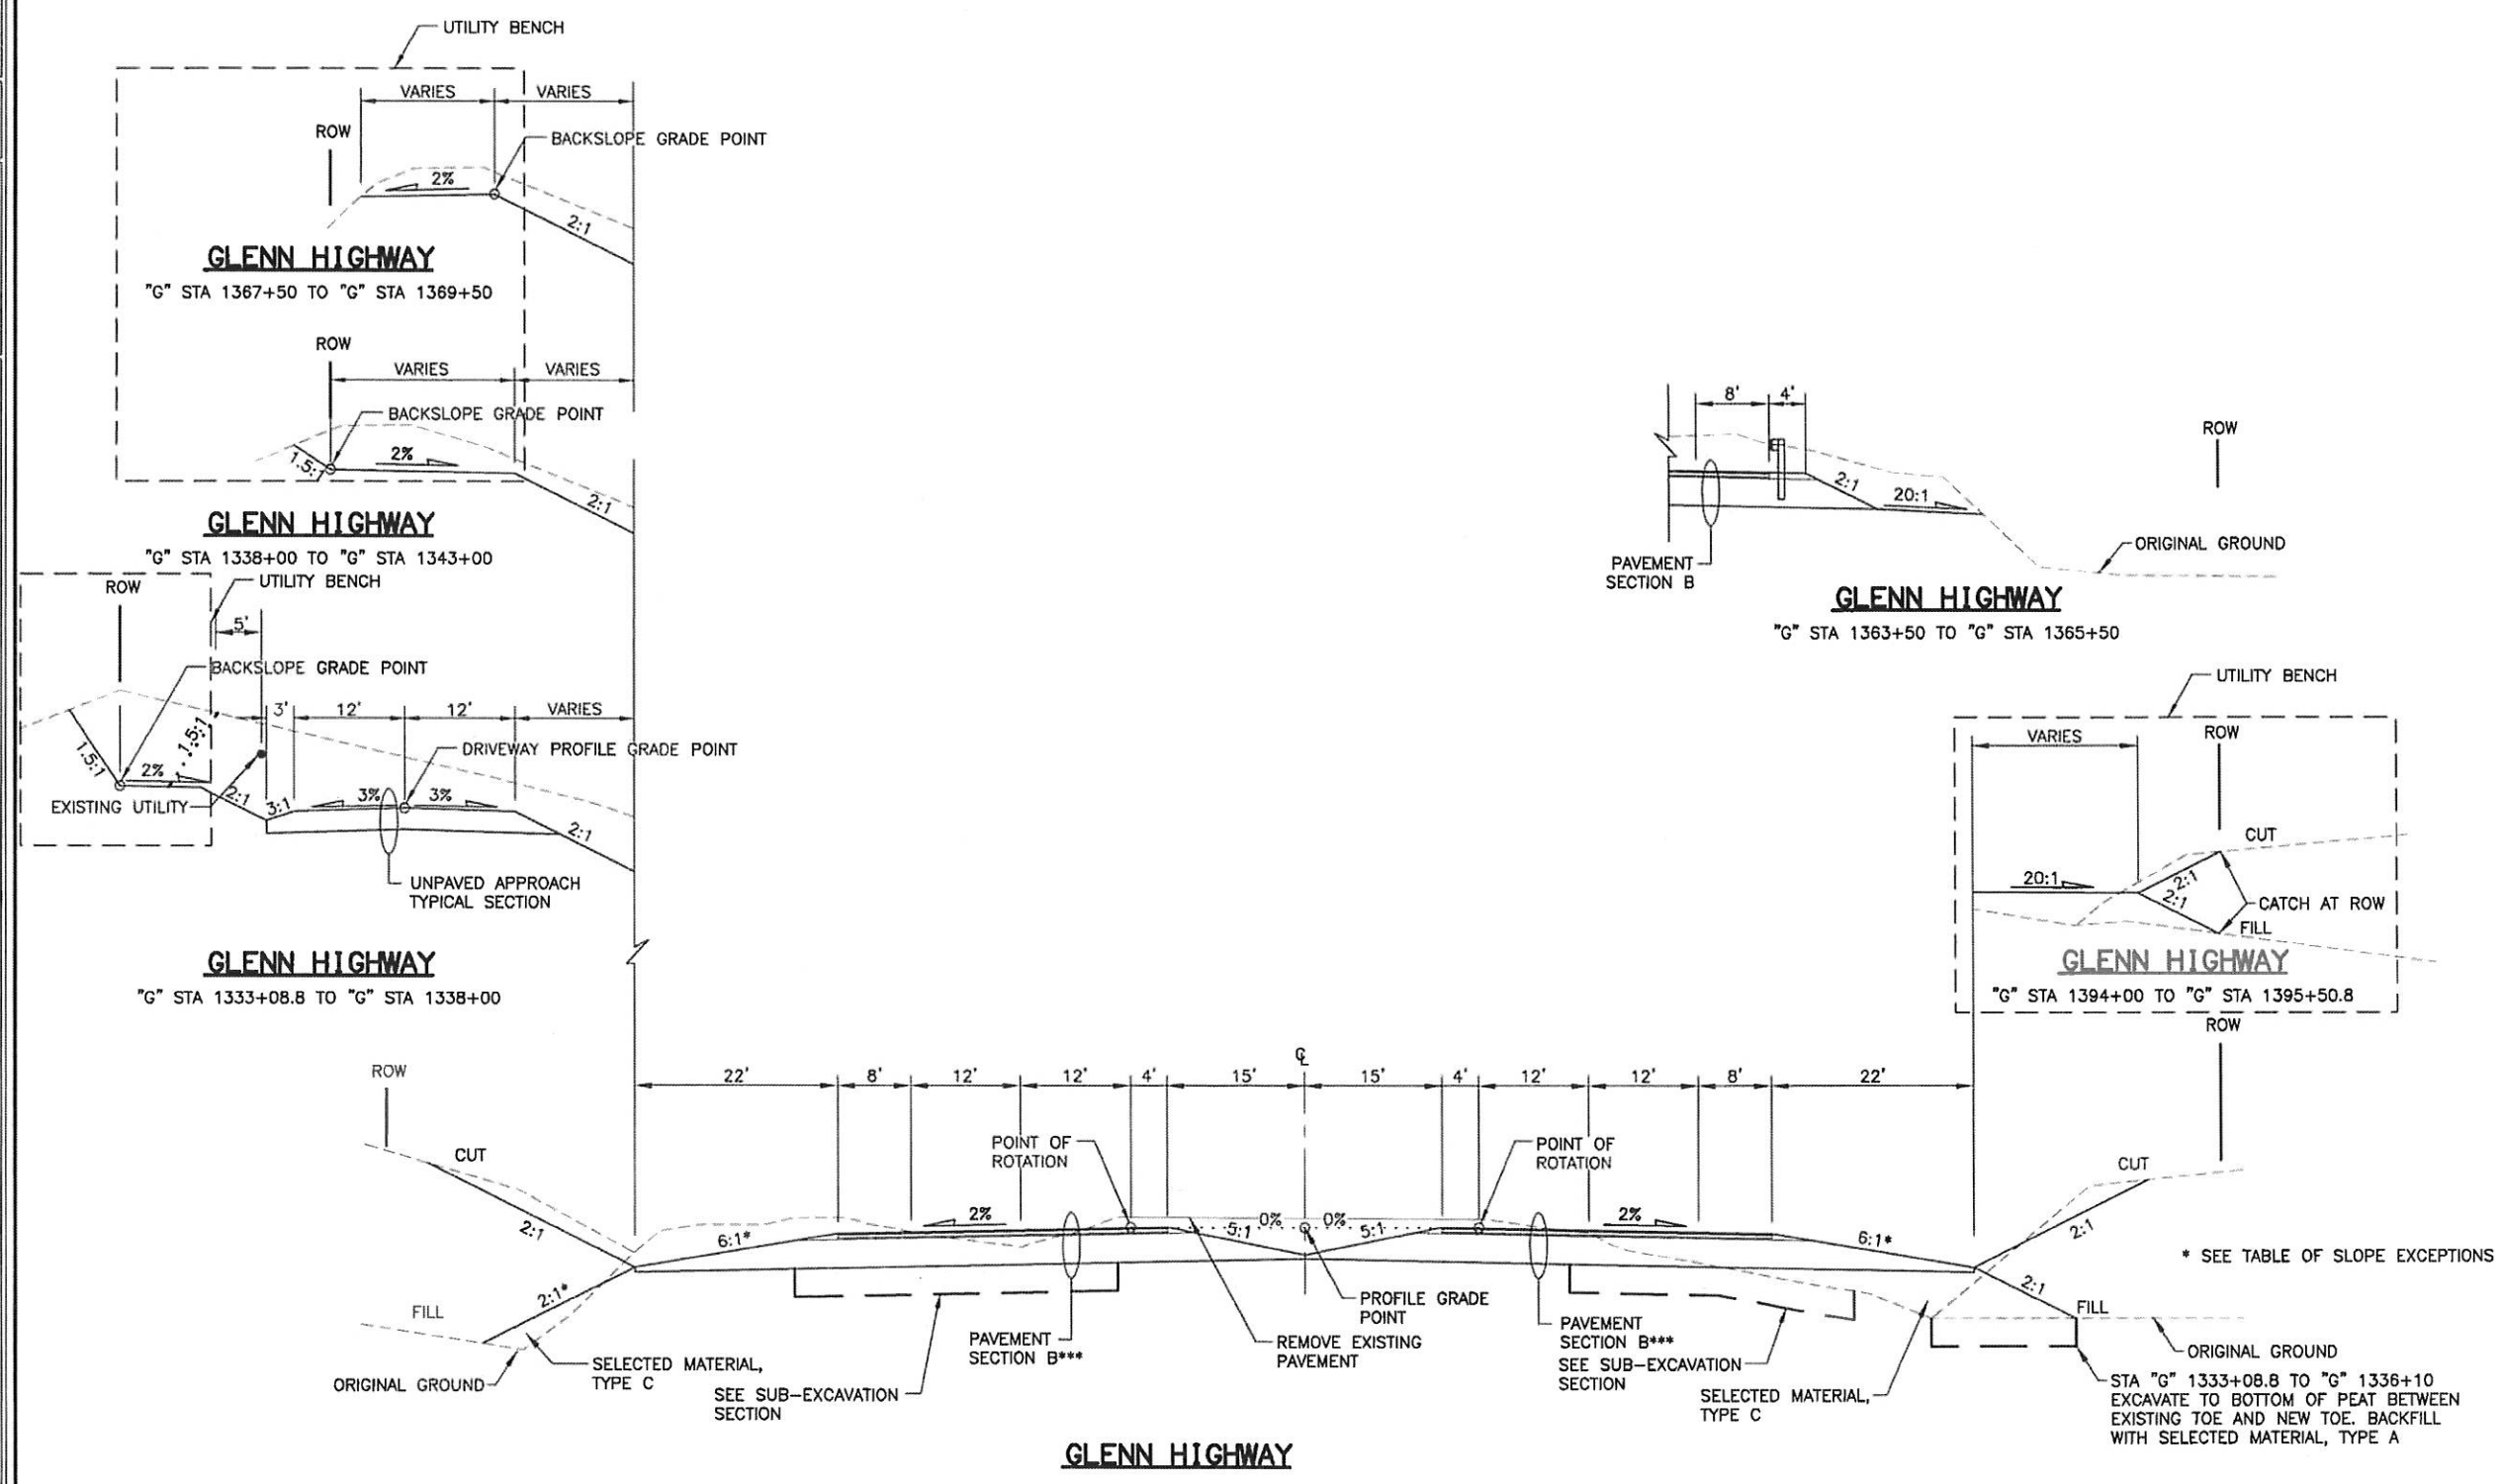 UTILITY BENCH
VARIES VARIES
ROW
BACKSLOPE GRADE POINT
2%
2:1
GLENN HIGHWAY
"G" STA 1367+50 TO "G" STA 1369+50
ROW
VARIES VARIES
BACKSLOPE GRADE POINT
1.5:1
2%
2:1
GLENN HIGHWAY
"G" STA 1338+00 TO "G" STA 1343+00
ROW
UTILITY BENCH
5'
BACKSLOPE GRADE POINT
3' 12' 12' VARIES
1.5:1
1.5:1
DRIVEWAY PROFILE GRADE POINT
2%
EXISTING UTILITY
2:1
3:1
3% 3%
2:1
UNPAVED APPROACH
TYPICAL SECTION
GLENN HIGHWAY
"G" STA 1333+08.8 TO "G" STA 1338+00
8' 4'
ROW
2:1
20:1
PAVEMENT
SECTION B
ORIGINAL GROUND
GLENN HIGHWAY
"G" STA 1363+50 TO "G" STA 1365+50
UTILITY BENCH
VARIES
ROW
CUT
20:1
2:1
2:1
CATCH AT ROW
FILL
GLENN HIGHWAY
"G" STA 1394+00 TO "G" STA 1395+50.8
ROW
ROW
℄
22' 8' 12' 12' 4' 15' 15' 4' 12' 12' 8' 22'
CUT
POINT OF
ROTATION
POINT OF
ROTATION
CUT
2:1
6:1*
2%
5:1
0% 0%
5:1
2%
6:1*
2:1
* SEE TABLE OF SLOPE EXCEPTIONS
2:1*
FILL
2:1
FILL
PROFILE GRADE
POINT
PAVEMENT
SECTION B***
REMOVE EXISTING
PAVEMENT
PAVEMENT
SECTION B***
SELECTED MATERIAL,
TYPE C
ORIGINAL GROUND
SEE SUB-EXCAVATION
SECTION
SEE SUB-EXCAVATION
SECTION
SELECTED MATERIAL,
TYPE C
ORIGINAL GROUND
STA "G" 1333+08.8 TO "G" 1336+10
EXCAVATE TO BOTTOM OF PEAT BETWEEN
EXISTING TOE AND NEW TOE. BACKFILL
WITH SELECTED MATERIAL, TYPE A
GLENN HIGHWAY